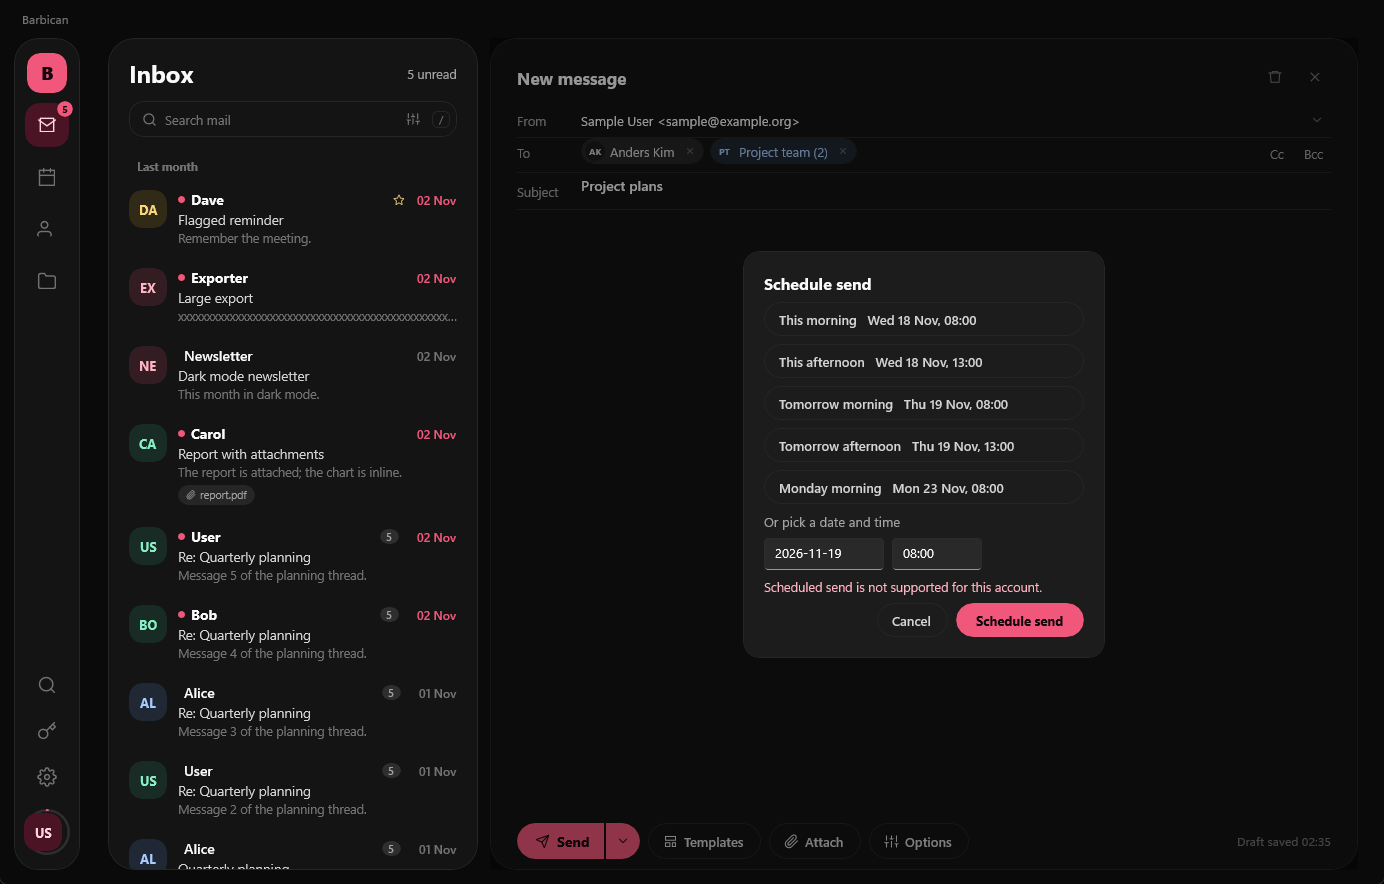 Barbican
B
5
Inbox
5 unread
Search mail
/
Last month
DA
Dave
02 Nov
Flagged reminder
Remember the meeting.
EX
Exporter
02 Nov
Large export
NE
Newsletter
02 Nov
Dark mode newsletter
This month in dark mode.
CA
Carol
02 Nov
Report with attachments
The report is attached; the chart is inline.
report.pdf
US
User
5
02 Nov
Re: Quarterly planning
Message 5 of the planning thread.
BO
Bob
5
02 Nov
Re: Quarterly planning
Message 4 of the planning thread.
AL
Alice
5
01 Nov
Re: Quarterly planning
Message 3 of the planning thread.
US
User
5
01 Nov
Re: Quarterly planning
Message 2 of the planning thread.
AL
Alice
5
01 Nov
Quarterly planning
US
New message
From
Sample User <sample@example.org>
To
AK Anders Kim ×
PT Project team (2) ×
Cc
Bcc
Subject
Project plans
Schedule send
This morning Wed 18 Nov, 08:00
This afternoon Wed 18 Nov, 13:00
Tomorrow morning Thu 19 Nov, 08:00
Tomorrow afternoon Thu 19 Nov, 13:00
Monday morning Mon 23 Nov, 08:00
Or pick a date and time
2026-11-19
08:00
Scheduled send is not supported for this account.
Cancel
Schedule send
Send
Templates
Attach
Options
Draft saved 02:35